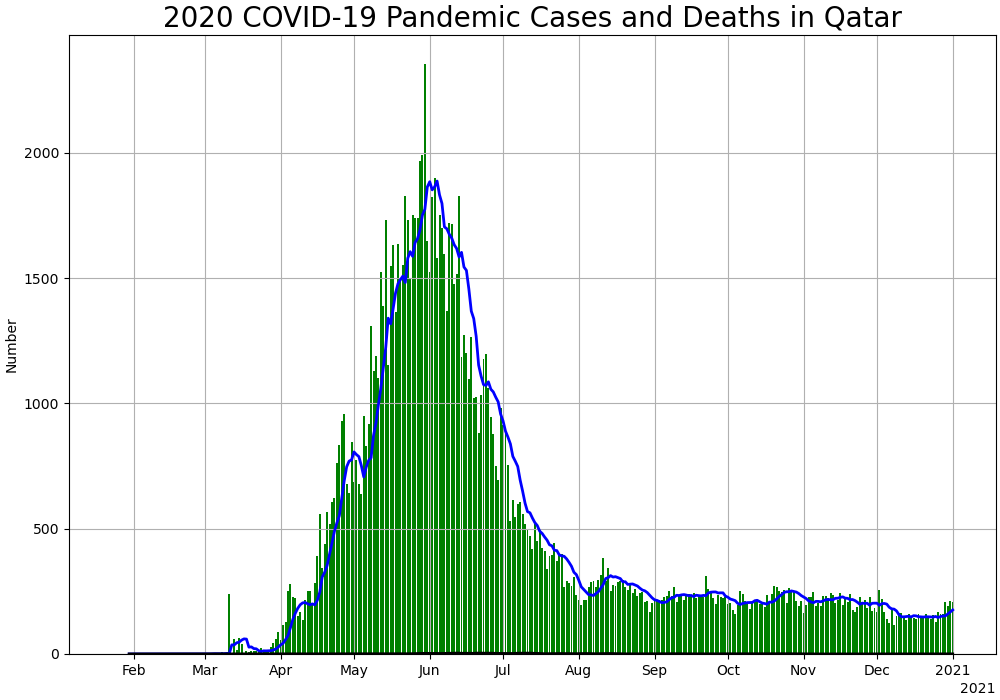 2020 COVID-19 Pandemic Cases and Deaths in Qatar
Number
2000
1500
1000
500
0
Feb Mar Apr May Jun Jul Aug Sep Oct Nov Dec 2021
2021